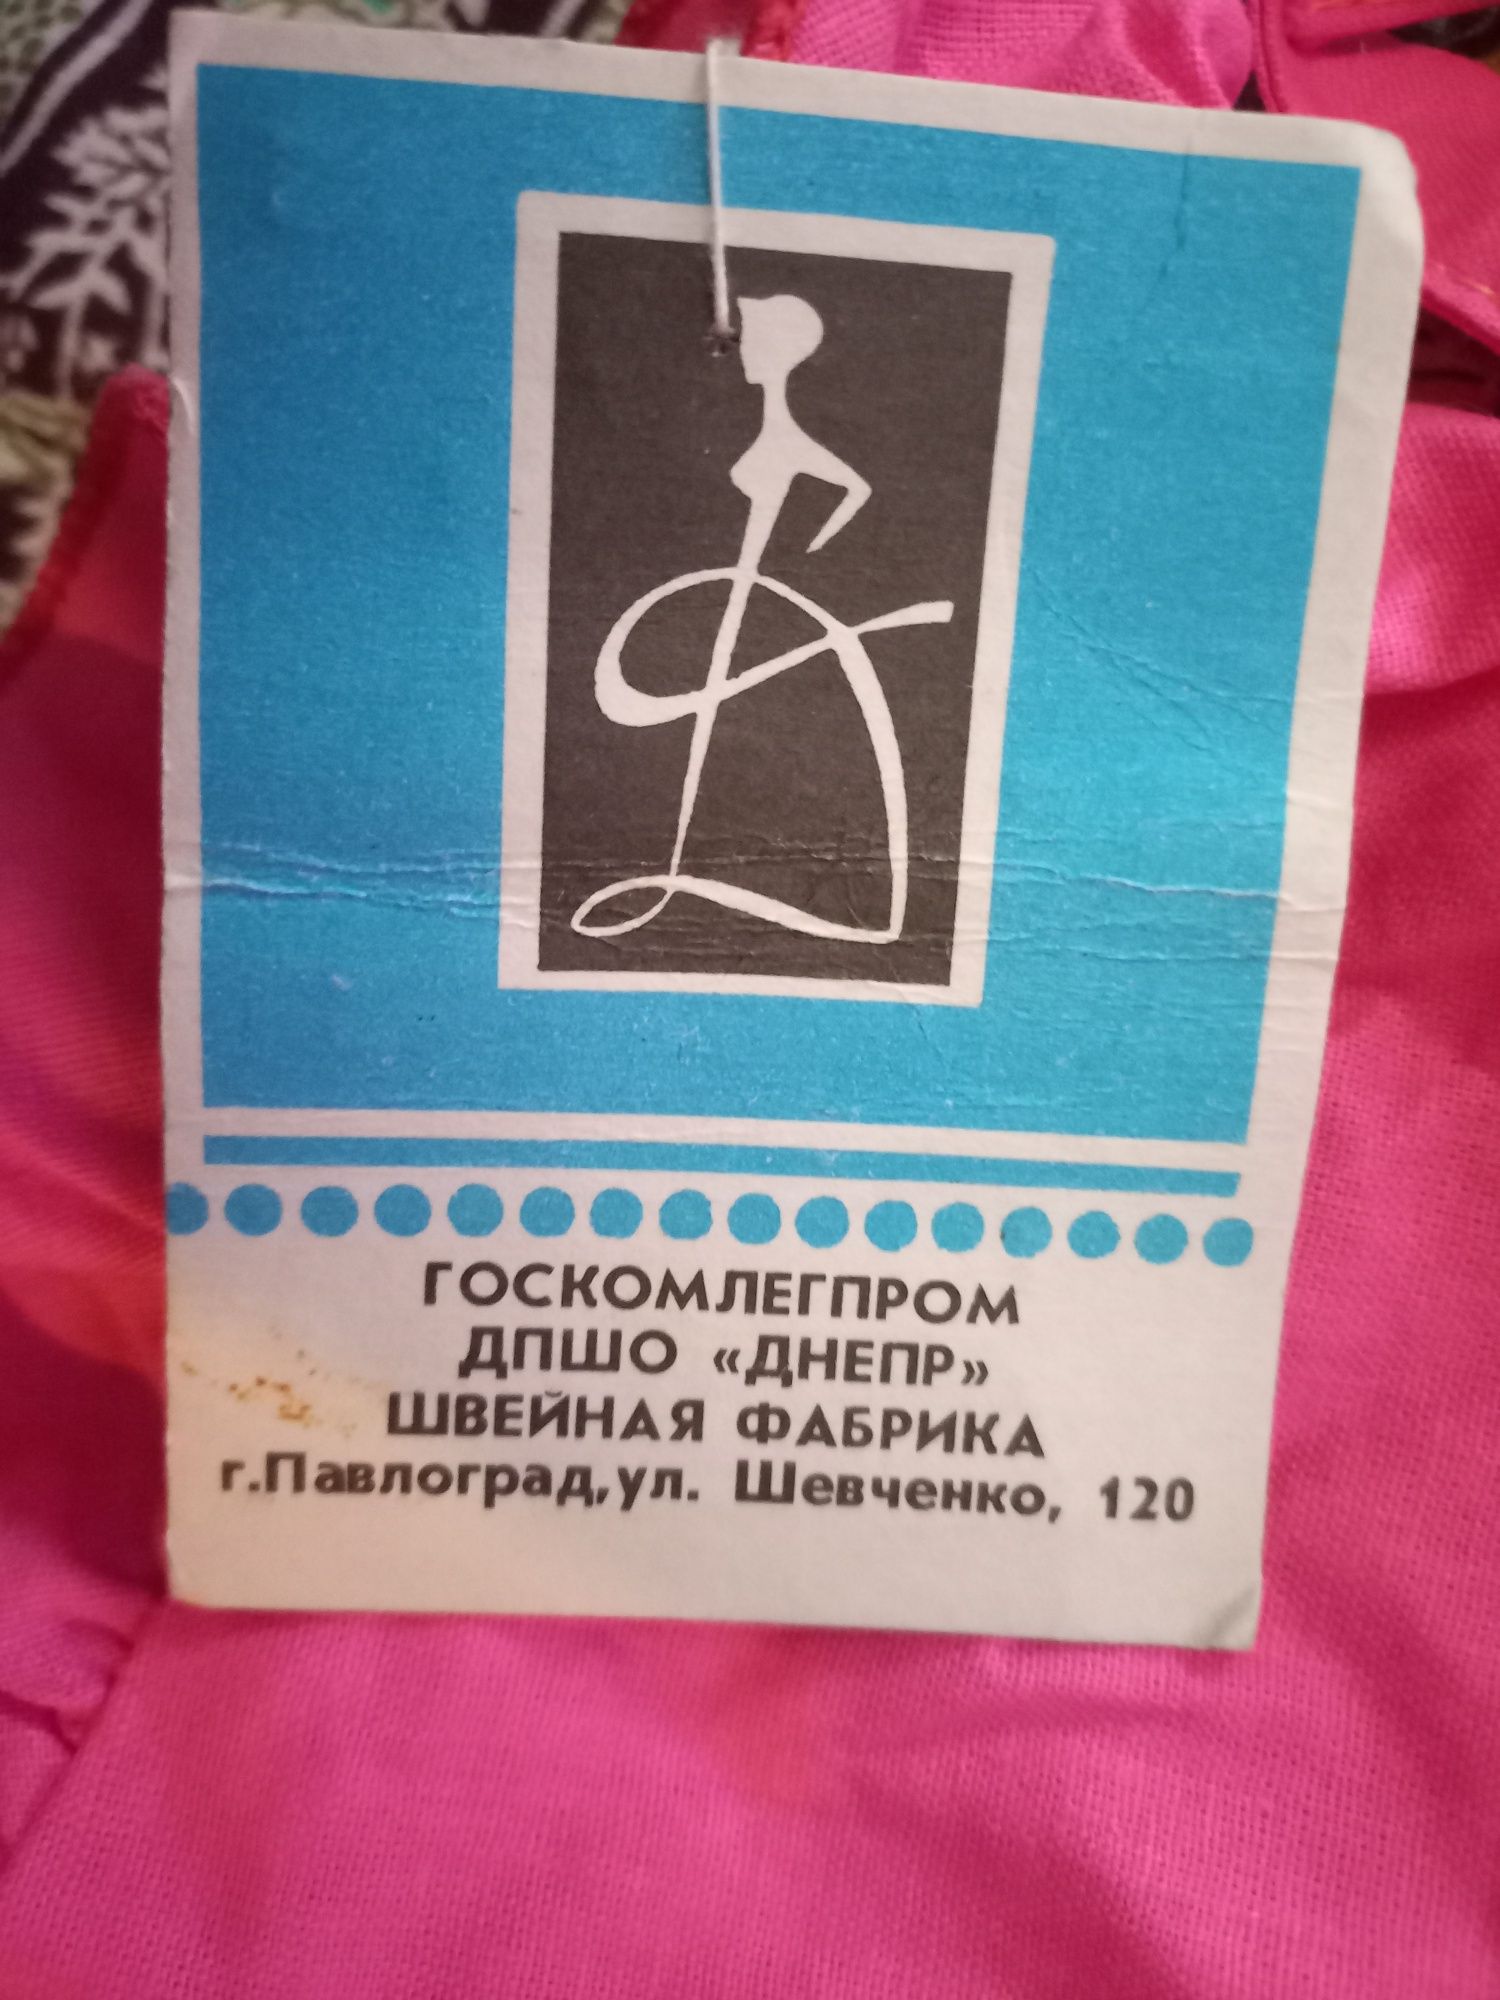 ГОСКОМЛЕГПРОМ
ДПШО «ДНЕПР»
ШВЕЙНАЯ ФАБРИКА
г.Павлоград,ул. Шевченко, 120